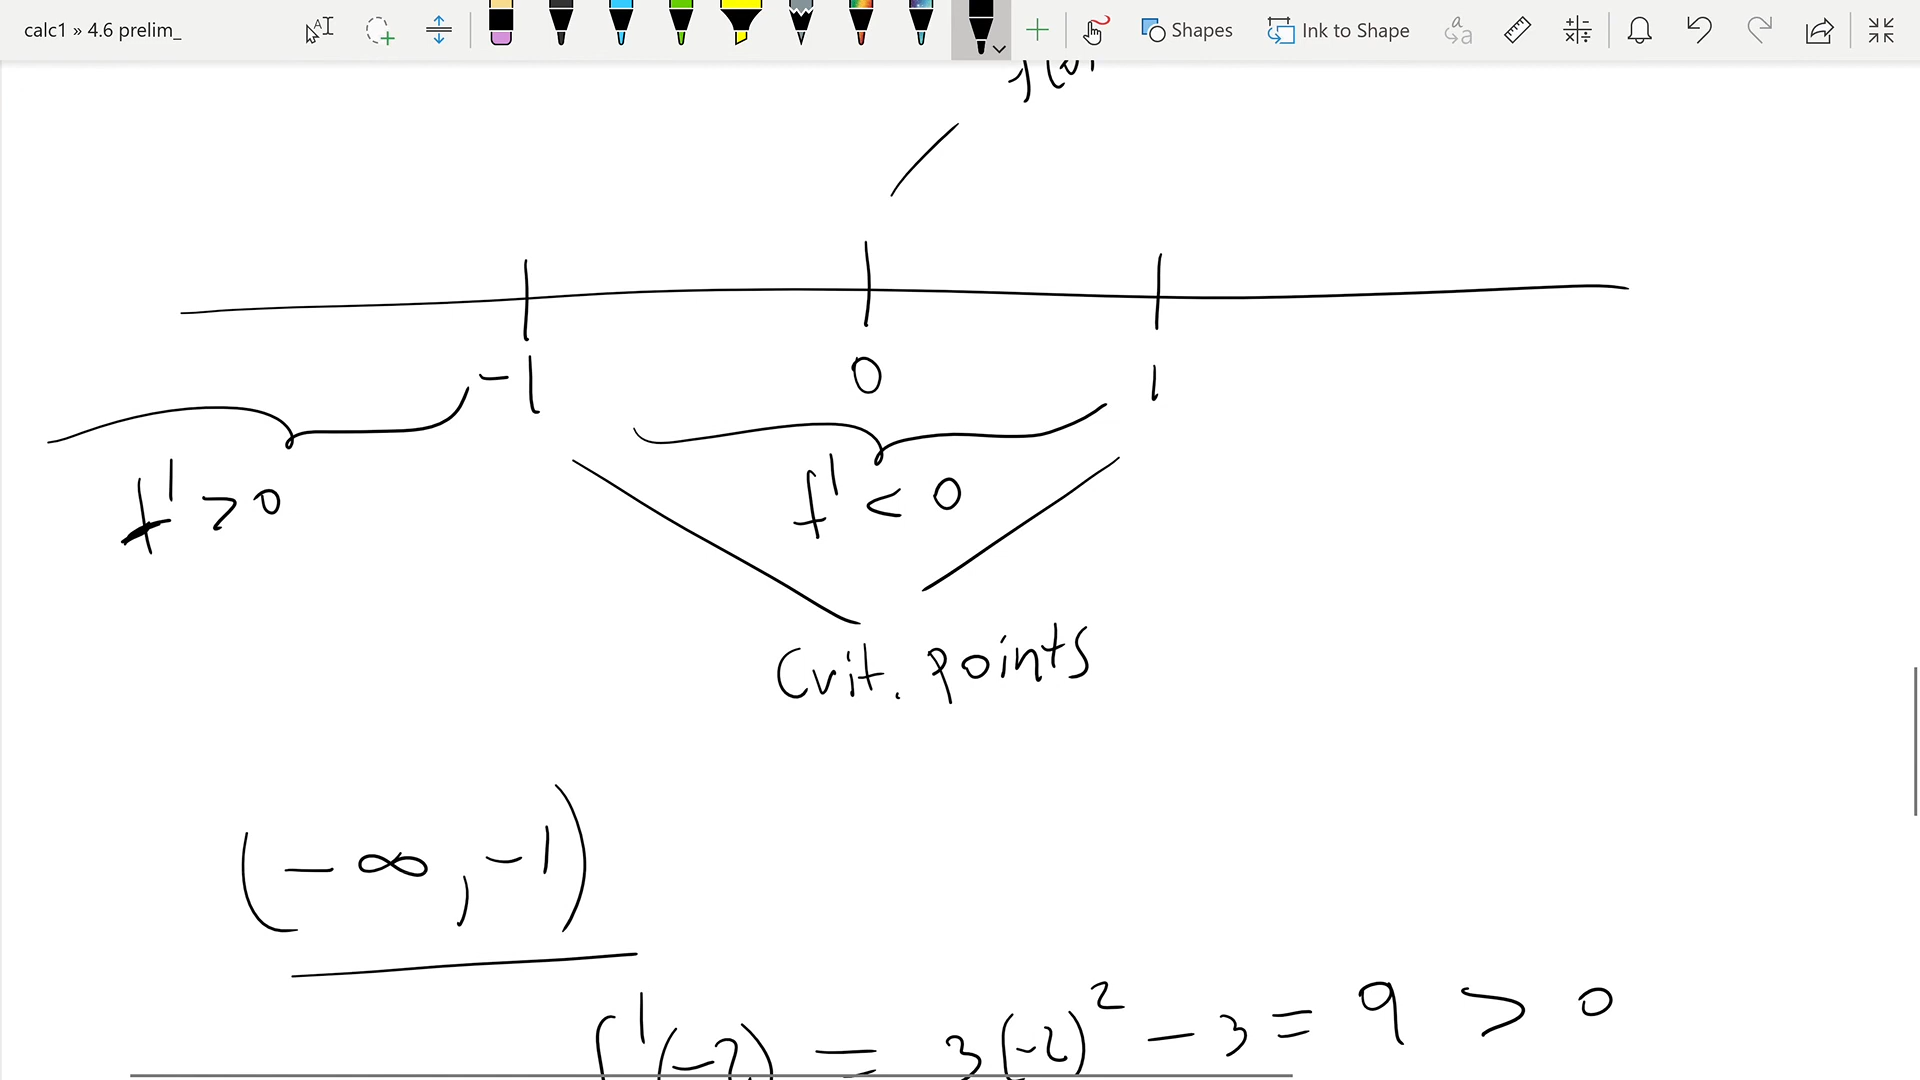 calc1 » 4.6 prelim_
Shapes
Ink to Shape
-1 0 1
f' > 0
f' < 0
Crit. points
(-∞, -1)
f'(-2) = 3(-2)² - 3 = 9 > 0